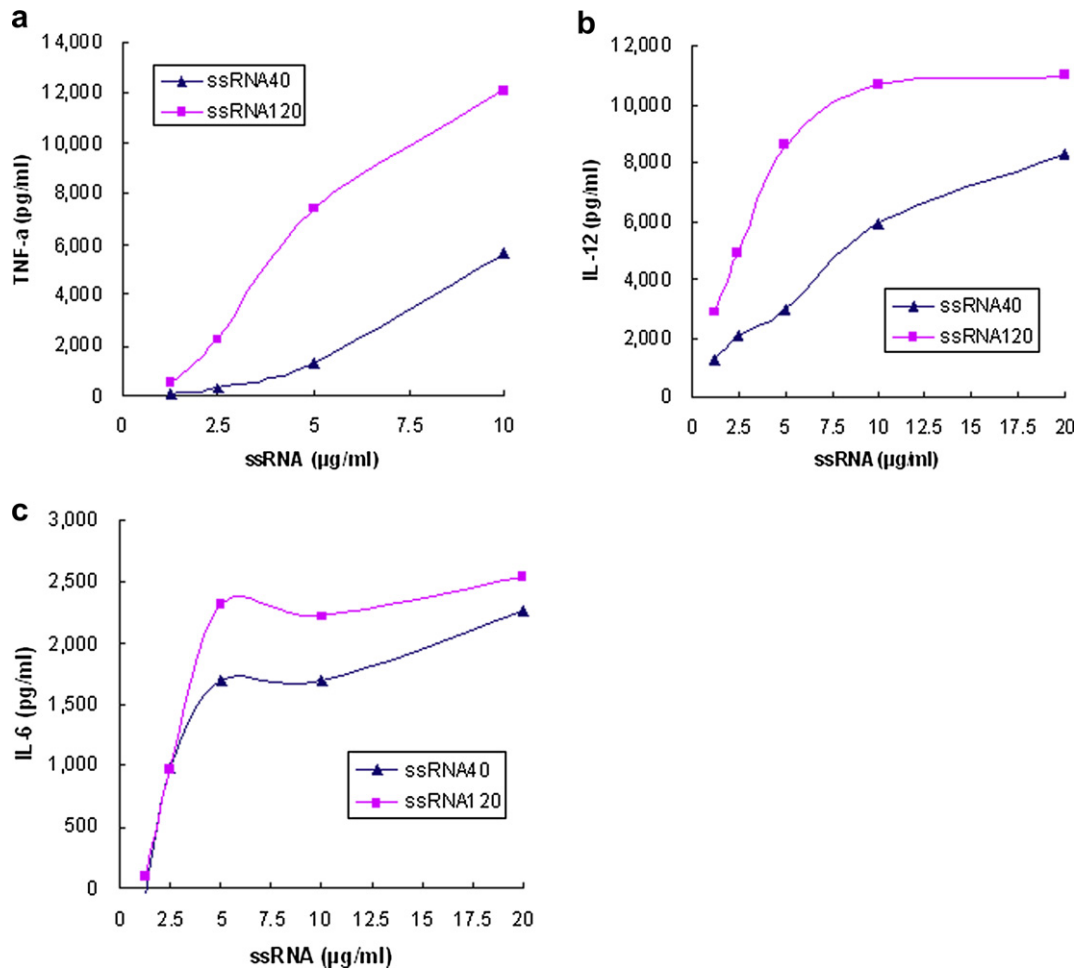 a
14,000
12,000
10,000
8,000
6,000
4,000
2,000
0
TNF-a (pg/ml)
ssRNA40
ssRNA120
0 2.5 5 7.5 10
ssRNA (µg/ml)
b
12,000
10,000
8,000
6,000
4,000
2,000
0
IL-12 (pg/ml)
ssRNA40
ssRNA120
0 2.5 5 7.5 10 12.5 15 17.5 20
ssRNA (µg/ml)
c
3,000
2,500
2,000
1,500
1,000
500
0
IL-6 (pg/ml)
ssRNA40
ssRNA120
0 2.5 5 7.5 10 12.5 15 17.5 20
ssRNA (µg/ml)